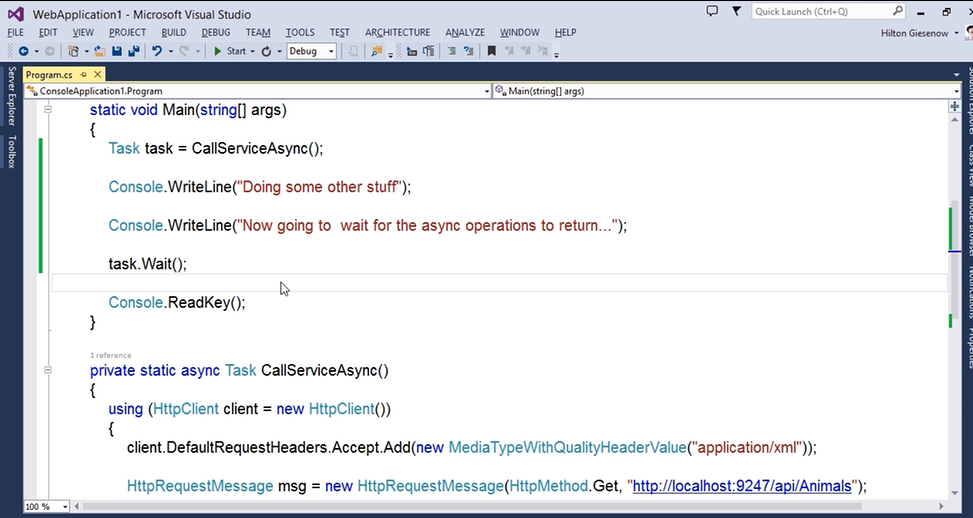 WebApplication1 - Microsoft Visual Studio
Quick Launch (Ctrl+Q)
FILE EDIT VIEW PROJECT BUILD DEBUG TEAM TOOLS TEST ARCHITECTURE ANALYZE WINDOW HELP
Hilton Giesenow
Start Debug
Program.cs
ConsoleApplication1.Program
Main(string[] args)
Server Explorer
Toolbox
static void Main(string[] args)
{
Task task = CallServiceAsync();
Console.WriteLine("Doing some other stuff");
Console.WriteLine("Now going to  wait for the async operations to return...");
task.Wait();
Console.ReadKey();
}
1 reference
private static async Task CallServiceAsync()
{
using (HttpClient client = new HttpClient())
{
client.DefaultRequestHeaders.Accept.Add(new MediaTypeWithQualityHeaderValue("application/xml"));
HttpRequestMessage msg = new HttpRequestMessage(HttpMethod.Get, "http://localhost:9247/api/Animals");
100 %